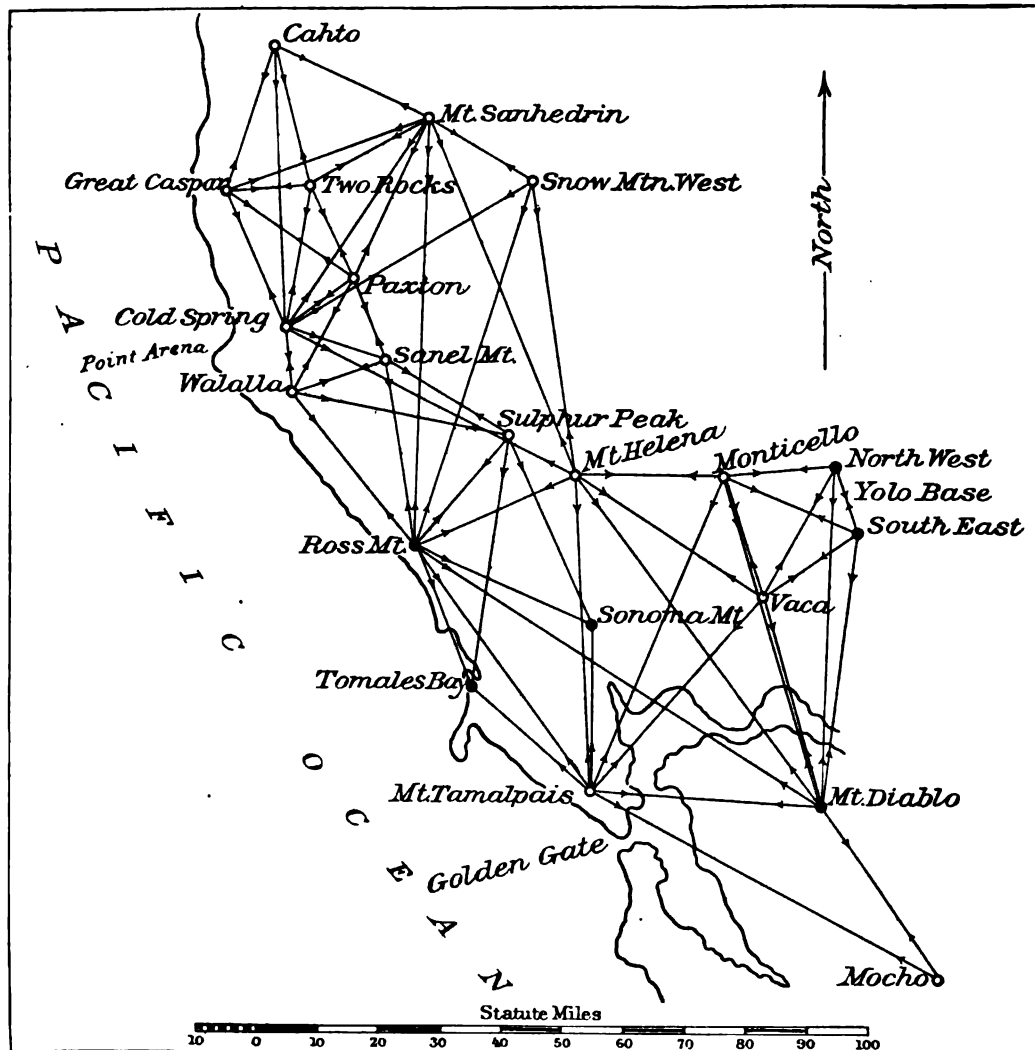 Cahto
Mt. Sanhedrin
Great Caspar
Two Rocks
Snow Mtn. West
North
Paxton
Cold Spring
Point Arena
Sanel Mt.
Walalla
Sulphur Peak
Mt Helena
Monticello
North West
Yolo Base
South East
Ross Mt.
Vaca
Sonoma Mt
Tomales Bay
Mt. Tamalpais
Mt. Diablo
Golden Gate
Mocho
PACIFIC OCEAN
Statute Miles
10 0 10 20 30 40 50 60 70 80 90 100